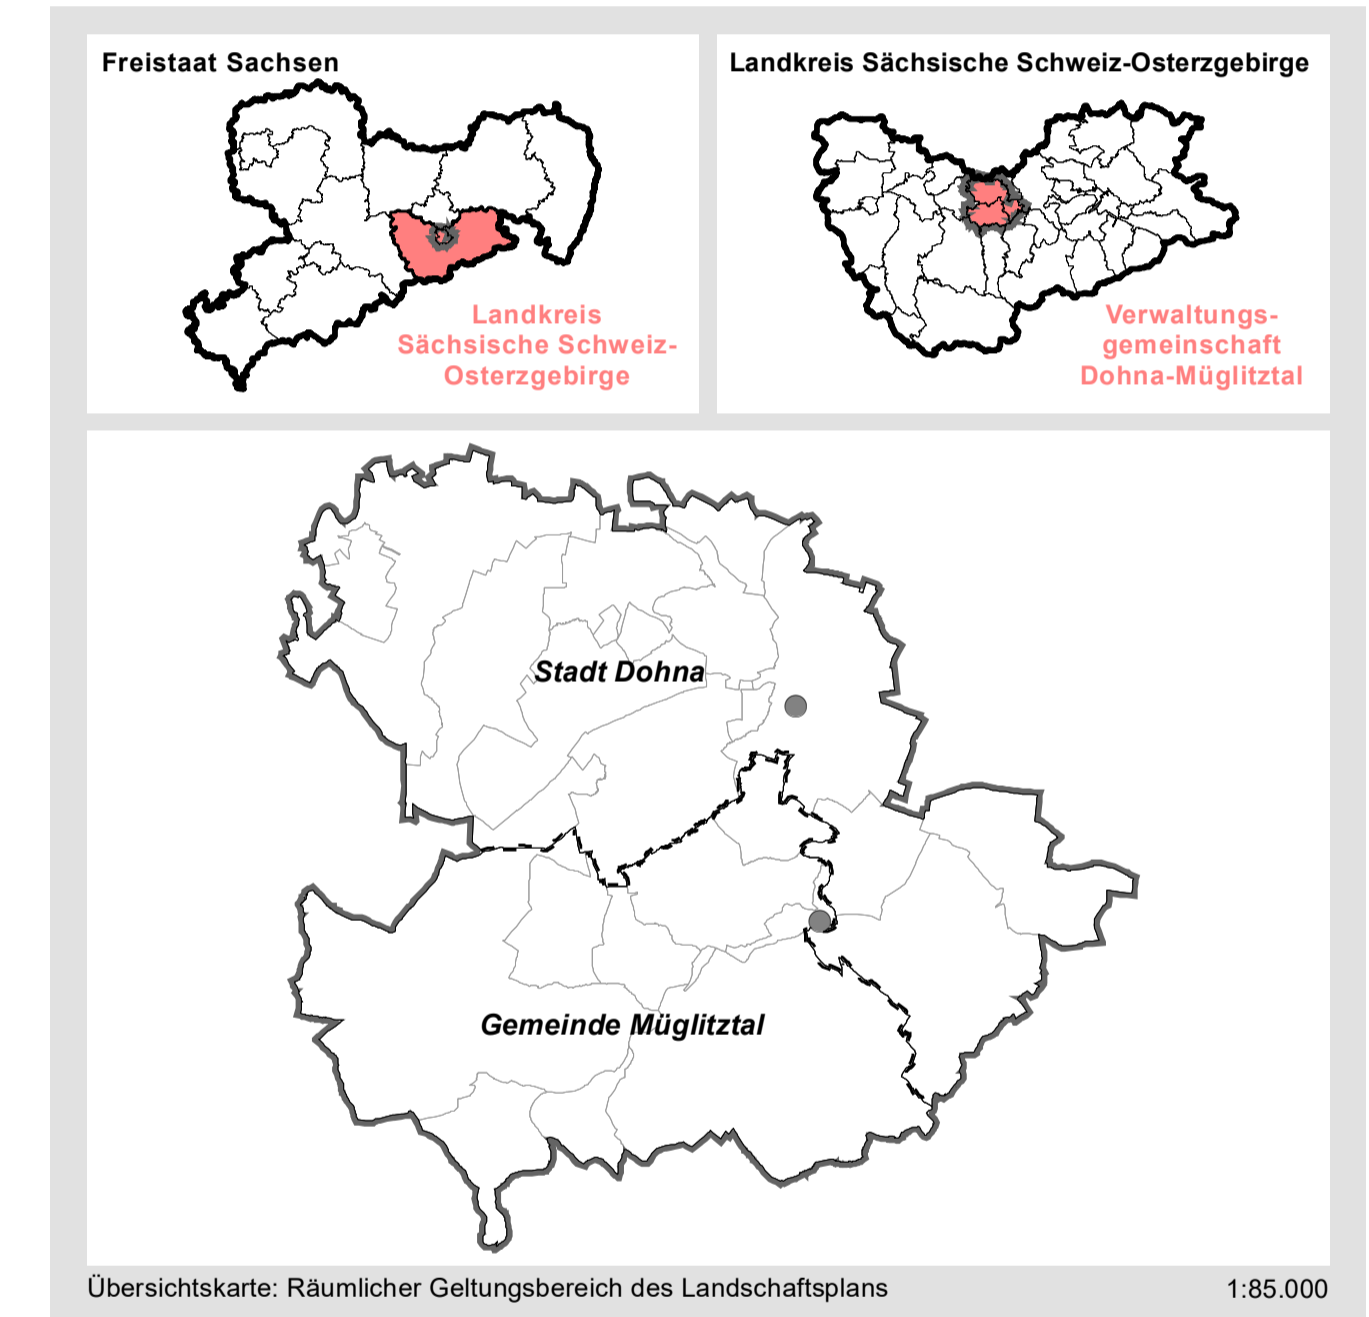 Freistaat Sachsen
Landkreis
Sächsische Schweiz-
Osterzgebirge
Landkreis Sächsische Schweiz-Osterzgebirge
Verwaltungs-
gemeinschaft
Dohna-Müglitztal
Stadt Dohna
Gemeinde Müglitztal
Übersichtskarte: Räumlicher Geltungsbereich des Landschaftsplans
1:85.000